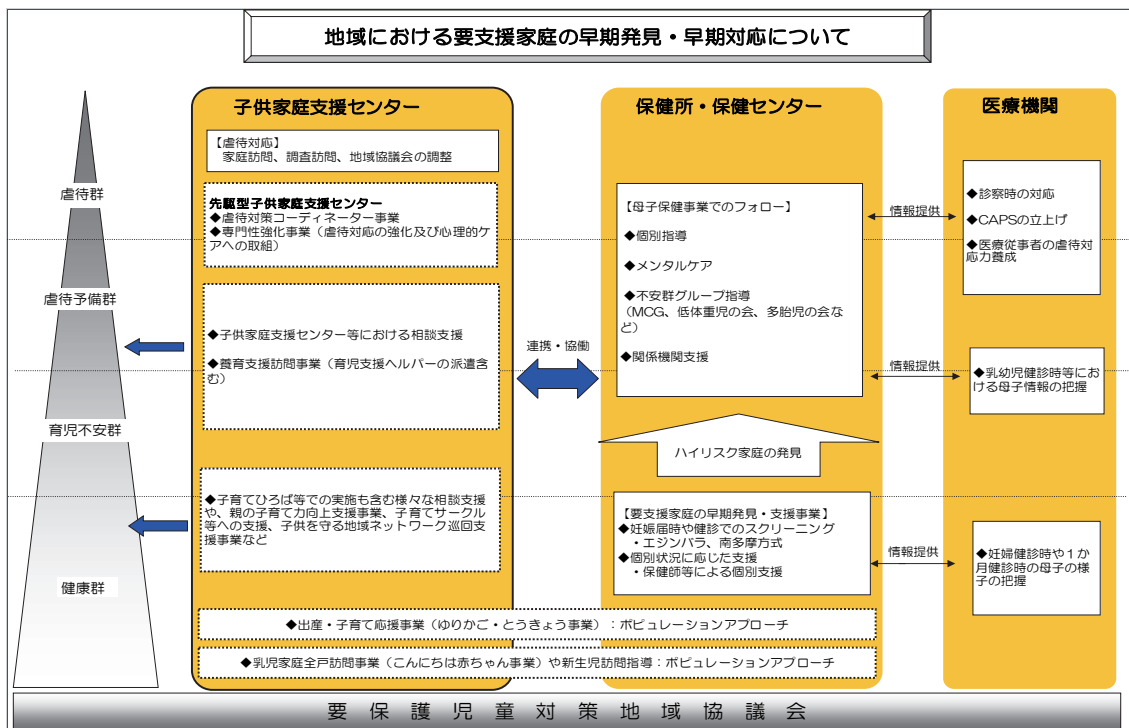 地域における要支援家庭の早期発見・早期対応について
虐待群
虐待予備群
育児不安群
健康群
子供家庭支援センター
【虐待対応】
家庭訪問、調査訪問、地域協議会の調整
先駆型子供家庭支援センター
◆虐待対策コーディネーター事業
◆専門性強化事業（虐待対応の強化及び心理的ケ
アへの取組）
◆子供家庭支援センター等における相談支援
◆養育支援訪問事業（育児支援ヘルパーの派遣含
む）
◆子育てひろば等での実施も含む様々な相談支援
や、親の子育て力向上支援事業、子育てサークル
等への支援、子供を守る地域ネットワーク巡回支
援事業など
連携・協働
保健所・保健センター
【母子保健事業でのフォロー】
◆個別指導
◆メンタルケア
◆不安群グループ指導
（MCG、低体重児の会、多胎児の会な
ど）
◆関係機関支援
ハイリスク家庭の発見
【要支援家庭の早期発見・支援事業】
◆妊娠届時や健診でのスクリーニング
・エジンバラ、南多摩方式
◆個別状況に応じた支援
・保健師等による個別支援
情報提供
情報提供
情報提供
医療機関
◆診察時の対応
◆CAPSの立上げ
◆医療従事者の虐待対
応力養成
◆乳幼児健診時等にお
ける母子情報の把握
◆妊婦健診時や１か
月健診時の母子の様
子の把握
◆出産・子育て応援事業（ゆりかご・とうきょう事業）：ポピュレーションアプローチ
◆乳児家庭全戸訪問事業（こんにちは赤ちゃん事業）や新生児訪問指導：ポピュレーションアプローチ
要保護児童対策地域協議会